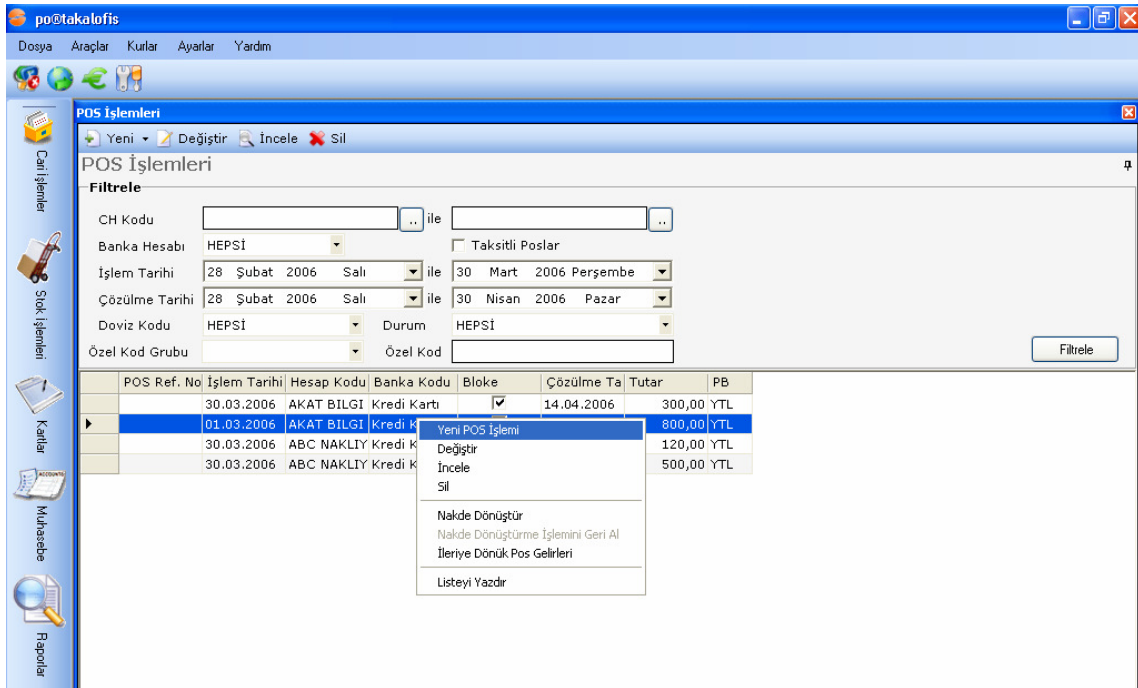 po®takalofis
Dosya Araçlar Kurlar Ayarlar Yardım
POS İşlemleri
Yeni Değiştir İncele Sil
POS İşlemleri
Filtrele
CH Kodu .. ile ..
Banka Hesabı HEPSİ Taksitli Poslar
İşlem Tarihi 28 Şubat 2006 Salı ile 30 Mart 2006 Perşembe
Çözülme Tarihi 28 Şubat 2006 Salı ile 30 Nisan 2006 Pazar
Doviz Kodu HEPSİ Durum HEPSİ
Özel Kod Grubu Özel Kod Filtrele
POS Ref. No İşlem Tarihi Hesap Kodu Banka Kodu Bloke Çözülme Ta Tutar PB
30.03.2006 AKAT BILGI Kredi Kartı 14.04.2006 300,00 YTL
01.03.2006 AKAT BILGI Kredi K 800,00 YTL
30.03.2006 ABC NAKLIY Kredi K 120,00 YTL
30.03.2006 ABC NAKLIY Kredi K 500,00 YTL
Yeni POS İşlemi
Değiştir
İncele
Sil
Nakde Dönüştür
Nakde Dönüştürme İşlemini Geri Al
İleriye Dönük Pos Gelirleri
Listeyi Yazdır
Cari İşlemler
Stok İşlemleri
Kartlar
ACCOUNTS
Muhasebe
Raporlar